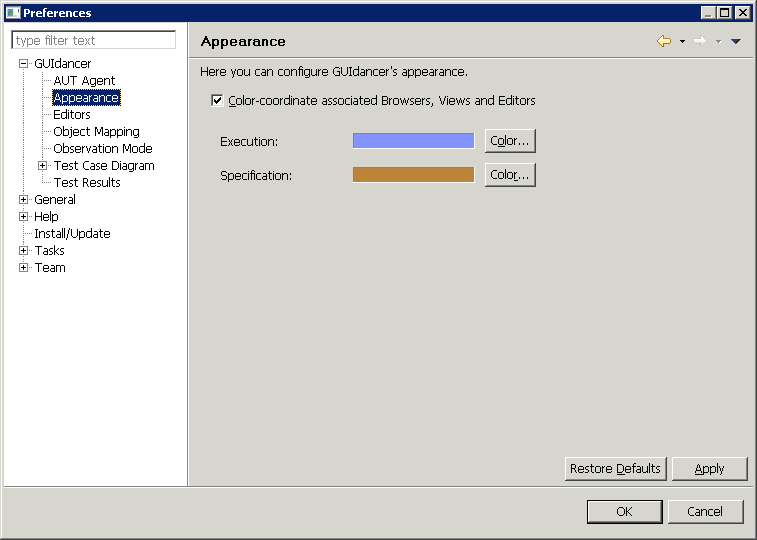 Preferences
type filter text
GUIdancer
AUT Agent
Appearance
Editors
Object Mapping
Observation Mode
Test Case Diagram
Test Results
General
Help
Install/Update
Tasks
Team
Appearance
Here you can configure GUIdancer's appearance.
Color-coordinate associated Browsers, Views and Editors
Execution: Color...
Specification: Color...
Restore Defaults Apply
OK Cancel